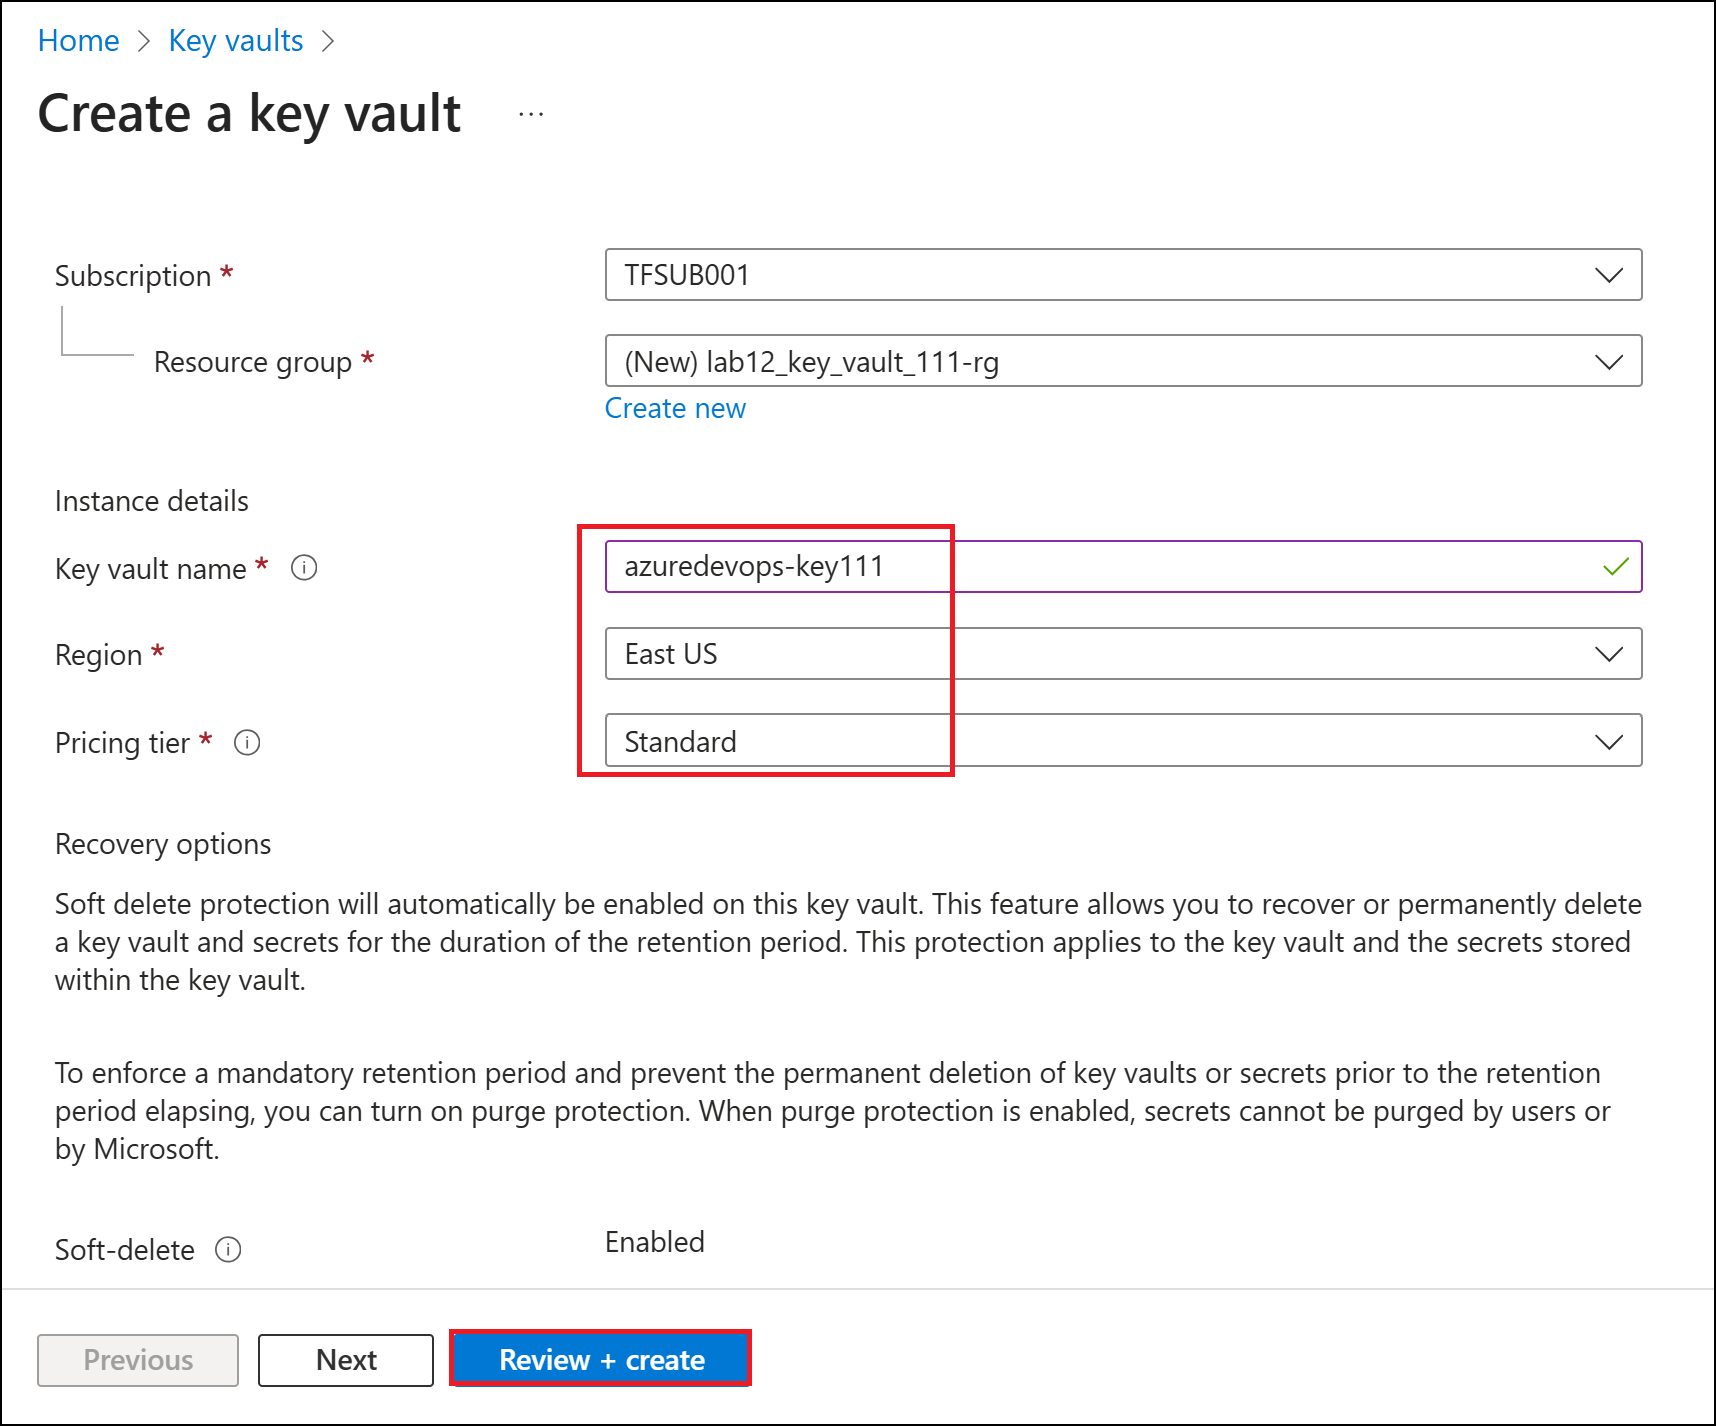 Home > Key vaults >
Create a key vault ...
Subscription *
TFSUB001
Resource group *
(New) lab12_key_vault_111-rg
Create new
Instance details
Key vault name *
azuredevops-key111
Region *
East US
Pricing tier *
Standard
Recovery options
Soft delete protection will automatically be enabled on this key vault. This feature allows you to recover or permanently delete
a key vault and secrets for the duration of the retention period. This protection applies to the key vault and the secrets stored
within the key vault.
To enforce a mandatory retention period and prevent the permanent deletion of key vaults or secrets prior to the retention
period elapsing, you can turn on purge protection. When purge protection is enabled, secrets cannot be purged by users or
by Microsoft.
Soft-delete
Enabled
Previous
Next
Review + create